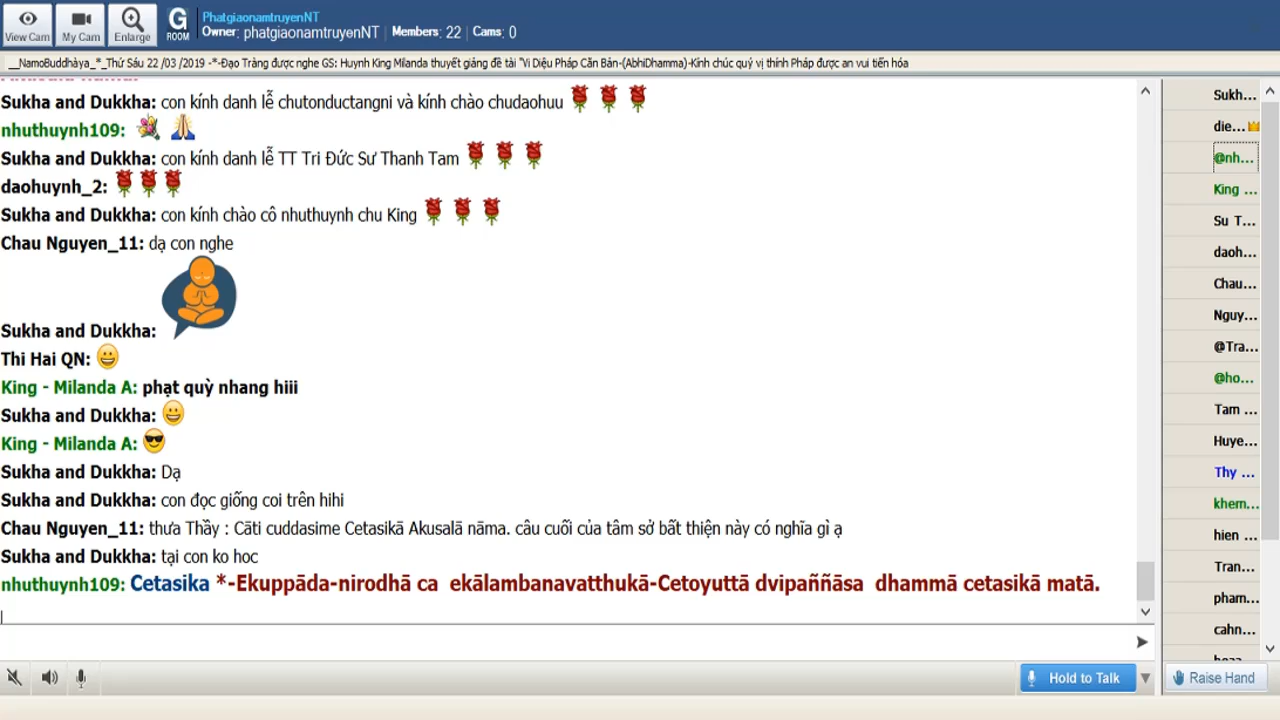 View Cam
My Cam
Enlarge
G
ROOM
PhatgiaonamtruyenNT
Owner: phatgiaonamtruyenNT | Members: 22 | Cams: 0
__NamoBuddhàya_*_Thứ Sáu 22 /03 /2019 -*-Đạo Tràng được nghe GS: Huynh King Milanda thuyết giảng đề tài "Vi Diệu Pháp Căn Bản-(AbhiDhamma)-Kính chúc quý vị thính Pháp được an vui tiến hóa
Sukha and Dukkha: con kính danh lễ chutonductangni và kính chào chudaohuu
nhuthuynh109:
Sukha and Dukkha: con kính danh lễ TT Tri Đức Sư Thanh Tam
daohuynh_2:
Sukha and Dukkha: con kính chào cô nhuthuynh chu King
Chau Nguyen_11: dạ con nghe
Sukha and Dukkha:
Thi Hai QN:
King - Milanda A: phạt quỳ nhang hiii
Sukha and Dukkha:
King - Milanda A:
Sukha and Dukkha: Dạ
Sukha and Dukkha: con đọc giống coi trên hihi
Chau Nguyen_11: thưa Thầy : Cāti cuddasime Cetasikā Akusalā nāma. câu cuối của tâm sở bất thiện này có nghĩa gì ạ
Sukha and Dukkha: tại con ko hoc
nhuthuynh109: Cetasika *-Ekuppāda-nirodhā ca ekālambanavatthukā-Cetoyuttā dvipaññāsa dhammā cetasikā matā.
Sukh...
die...
@nh...
King ...
Su T...
daoh...
Chau...
Nguy...
@Tra...
@ho...
Tam ...
Huye...
Thy ...
khem...
hien ...
Tran...
pham...
cahn...
Hold to Talk
Raise Hand